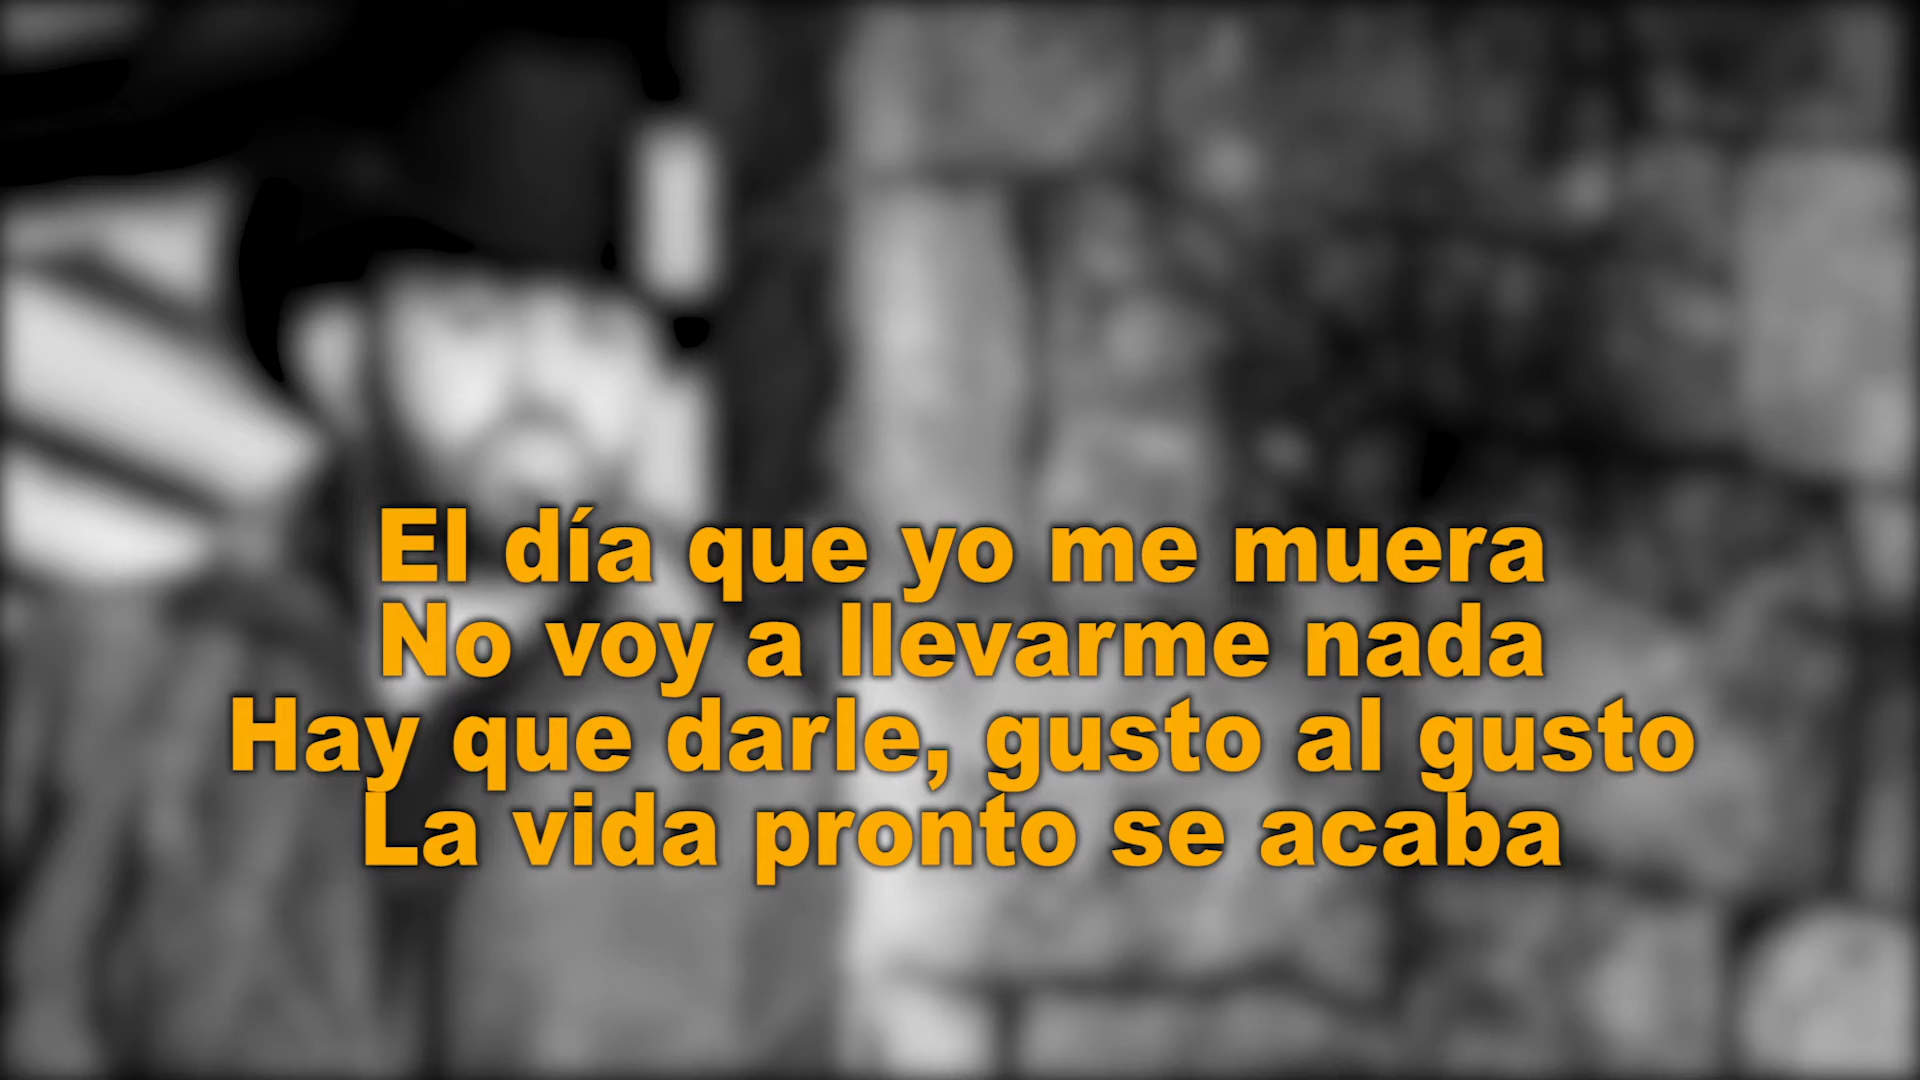 El día que yo me muera
No voy a llevarme nada
Hay que darle, gusto al gusto
La vida pronto se acaba